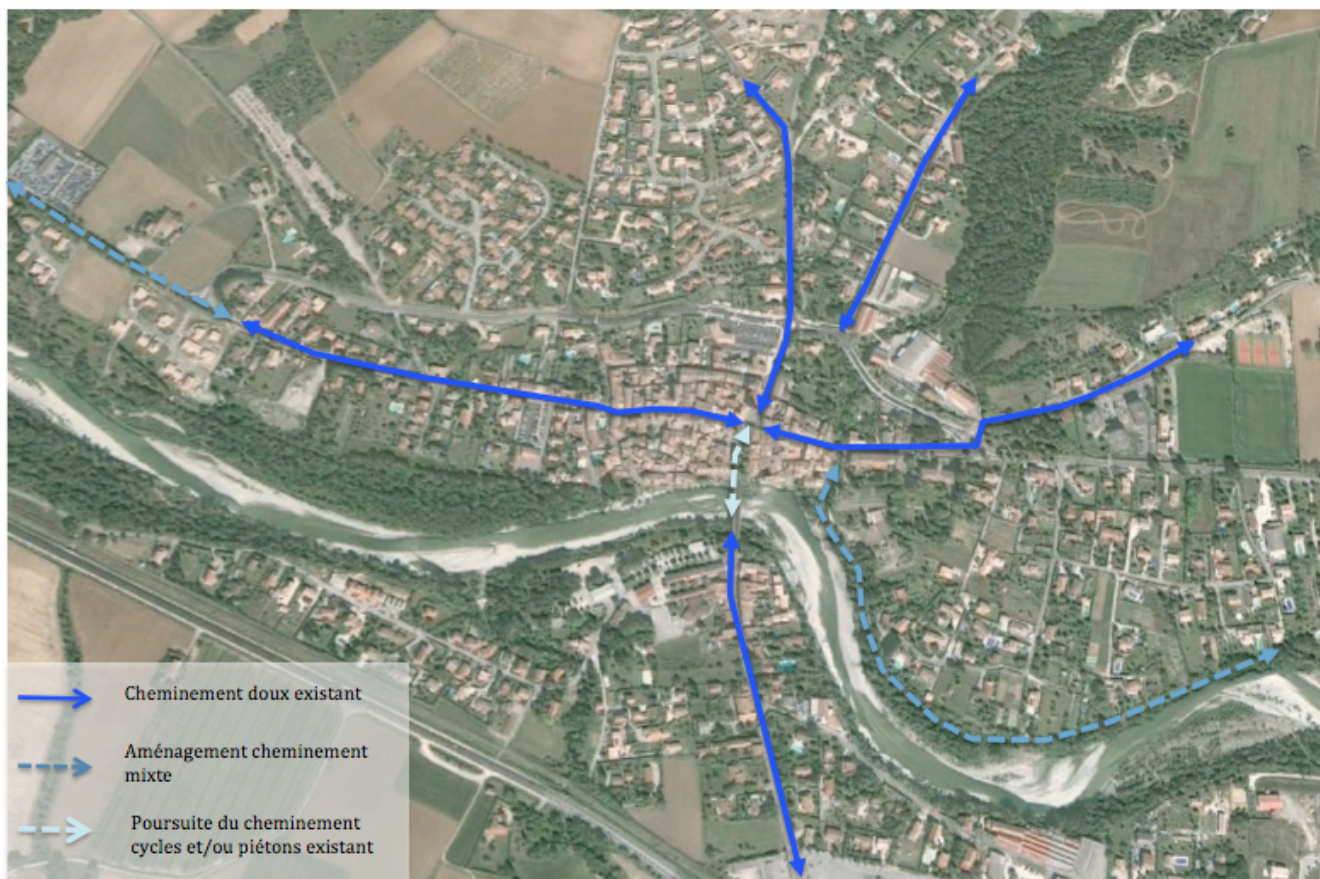 Cheminement doux existant
Aménagement cheminement
mixte
Poursuite du cheminement
cycles et/ou piétons existant